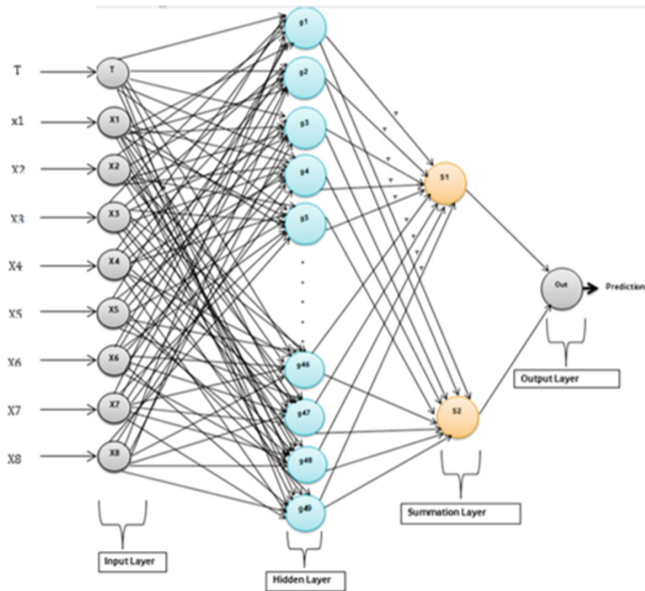 T
x1
X2
X3
X4
X5
X6
X7
X8
T
X1
X2
X3
X4
X5
X6
X7
X8
g1
g2
g3
g4
g5
g46
g47
g48
g49
S1
S2
Out
Prediction
Output Layer
Summation Layer
Input Layer
Hidden Layer